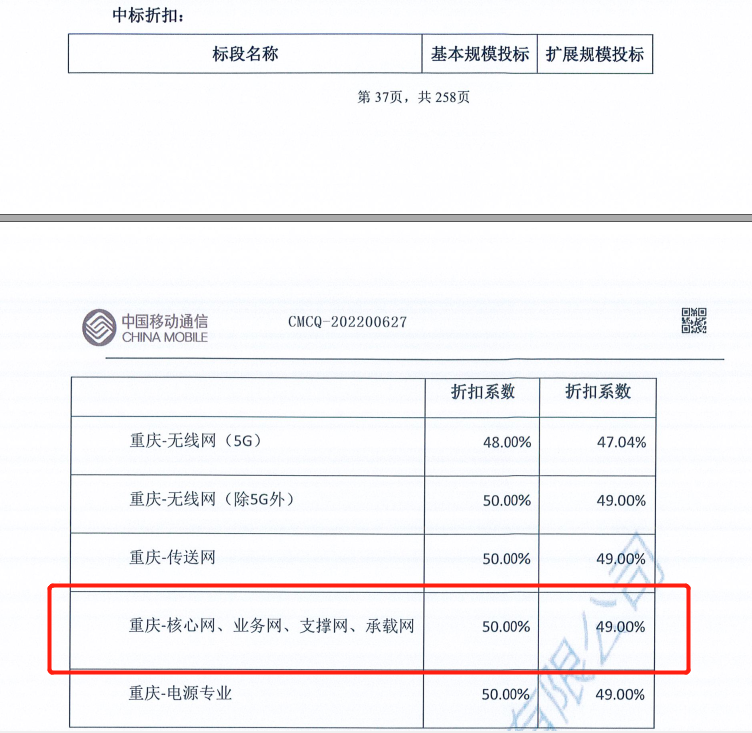 中标折扣：
标段名称 基本规模投标 扩展规模投标
第 37页，共 258页
中国移动通信 CMCQ-202200627
CHINA MOBILE
折扣系数 折扣系数
重庆-无线网（5G） 48.00% 47.04%
重庆-无线网（除5G外） 50.00% 49.00%
重庆-传送网 50.00% 49.00%
重庆-核心网、业务网、支撑网、承载网 50.00% 49.00%
重庆-电源专业 50.00% 49.00%
有限公司